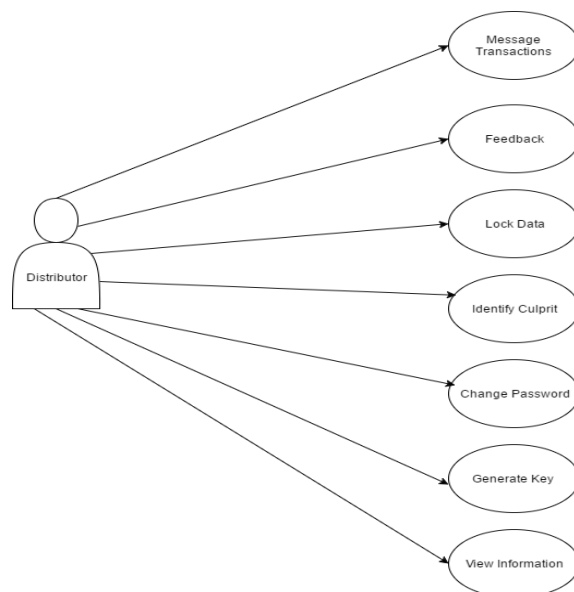 Message
Transactions
Feedback
Lock Data
Distributor
Identify Culprit
Change Password
Generate Key
View Information